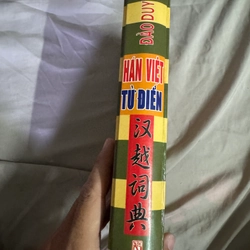 ĐÀO DUY
HÁN VIỆT
TỪ ĐIỂN
汉越词典